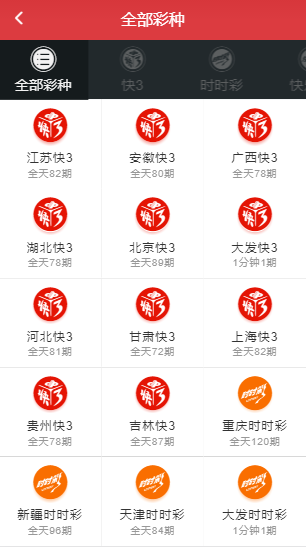 全部彩种
全部彩种 快3 时时彩 快
江苏快3 安徽快3 广西快3
全天82期 全天80期 全天78期
湖北快3 北京快3 大发快3
全天78期 全天89期 1分钟1期
河北快3 甘肃快3 上海快3
全天81期 全天72期 全天82期
贵州快3 吉林快3 重庆时时彩
全天78期 全天87期 全天120期
新疆时时彩 天津时时彩 大发时时彩
全天96期 全天84期 1分钟1期